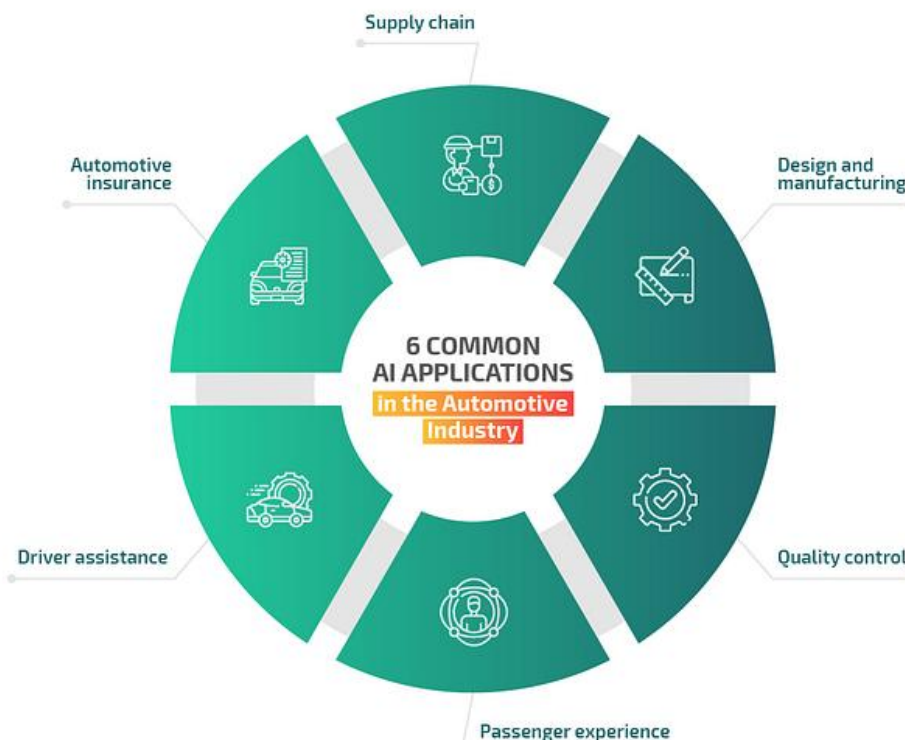 Supply chain
Automotive
insurance
Design and
manufacturing
6 COMMON
AI APPLICATIONS
in the Automotive
Industry
Driver assistance
Quality control
Passenger experience
$